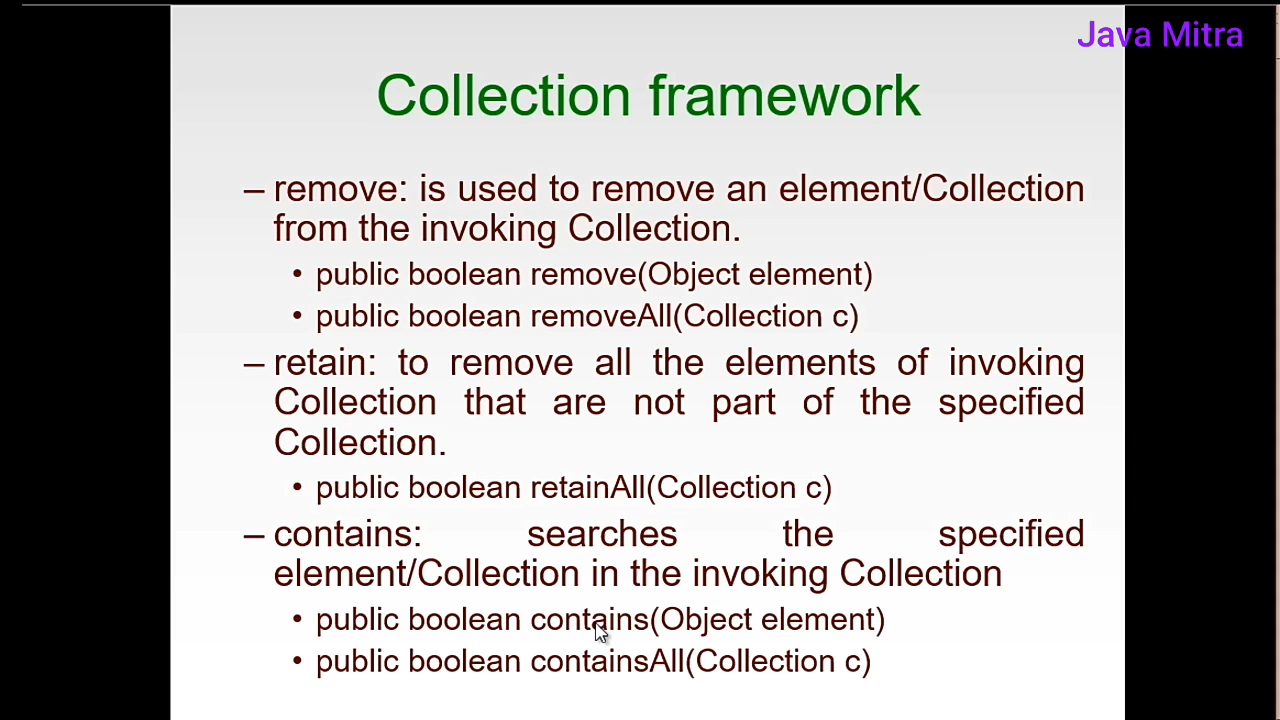 Java Mitra
Collection framework
– remove: is used to remove an element/Collection
from the invoking Collection.
• public boolean remove(Object element)
• public boolean removeAll(Collection c)
– retain: to remove all the elements of invoking
Collection that are not part of the specified
Collection.
• public boolean retainAll(Collection c)
– contains: searches the specified
element/Collection in the invoking Collection
• public boolean contains(Object element)
• public boolean containsAll(Collection c)